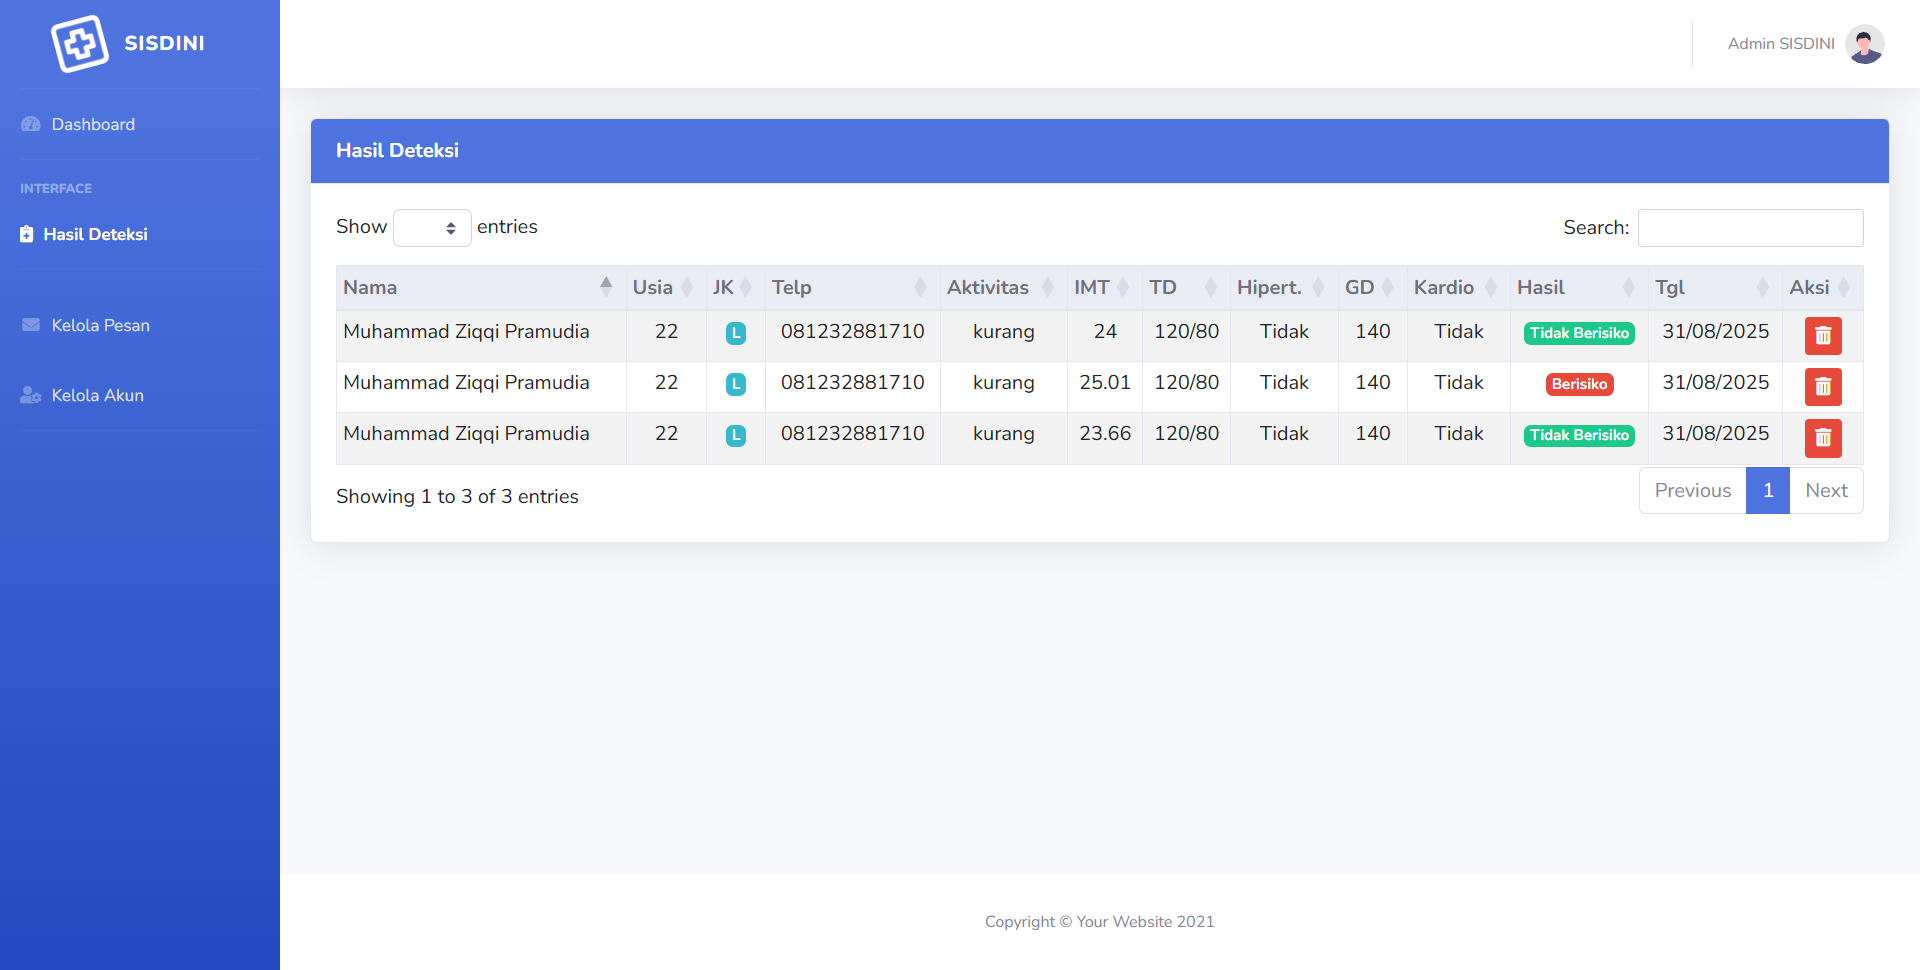 SISDINI
Admin SISDINI
Dashboard
INTERFACE
Hasil Deteksi
Kelola Pesan
Kelola Akun
Hasil Deteksi
Show entries Search:
Nama Usia JK Telp Aktivitas IMT TD Hipert. GD Kardio Hasil Tgl Aksi
Muhammad Ziqqi Pramudia 22 L 081232881710 kurang 24 120/80 Tidak 140 Tidak Tidak Berisiko 31/08/2025
Muhammad Ziqqi Pramudia 22 L 081232881710 kurang 25.01 120/80 Tidak 140 Tidak Berisiko 31/08/2025
Muhammad Ziqqi Pramudia 22 L 081232881710 kurang 23.66 120/80 Tidak 140 Tidak Tidak Berisiko 31/08/2025
Showing 1 to 3 of 3 entries Previous 1 Next
Copyright © Your Website 2021